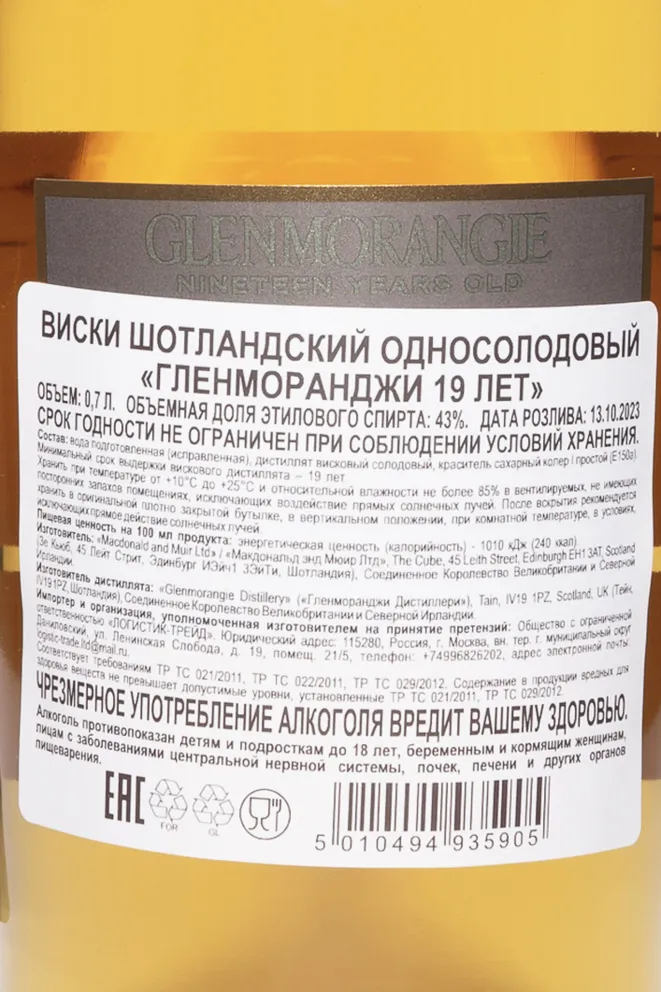 GLENMORANGIE
NINETEEN YEARS OLD
ВИСКИ ШОТЛАНДСКИЙ ОДНОСОЛОДОВЫЙ
«ГЛЕНМОРАНДЖИ 19 ЛЕТ»
ОБЪЕМ: 0,7 Л. ОБЪЕМНАЯ ДОЛЯ ЭТИЛОВОГО СПИРТА: 43%. ДАТА РОЗЛИВА: 13.10.2023
СРОК ГОДНОСТИ НЕ ОГРАНИЧЕН ПРИ СОБЛЮДЕНИИ УСЛОВИЙ ХРАНЕНИЯ.
Состав: вода подготовленная (исправленная), дистиллят висковый солодовый, краситель сахарный колер I простой (Е150а)
Минимальный срок выдержки вискового дистиллята – 19 лет
Хранить при температуре от +10°С до +25°С и относительной влажности не более 85% в вентилируемых, не имеющих
посторонних запахов помещениях, исключающих воздействие прямых солнечных лучей. После вскрытия рекомендуется
хранить в оригинальной плотно закрытой бутылке, в вертикальном положении, при комнатной температуре, в условиях,
исключающих прямое действие солнечных лучей.
Пищевая ценность на 100 мл продукта: энергетическая ценность (калорийность) - 1010 кДж (240 ккал)
Изготовитель: «Macdonald and Muir Ltd» / «Макдональд энд Мюир Лтд», The Cube, 45 Leith Street, Edinburgh EH1 3AT, Scotland
(Зе Кьюб, 45 Лейт Стрит, Эдинбург ИЭйч1 3ЭйТи, Шотландия), Соединенное Королевство Великобритании и Северной
Ирландии.
Изготовитель дистиллята: «Glenmorangie Distillery» («Гленморанджи Дистиллери»), Tain, IV19 1PZ, Scotland, UK (Тейн,
IV19 1PZ, Шотландия), Соединенное Королевство Великобритании и Северной Ирландии.
Импортер и организация, уполномоченная изготовителем на принятие претензий: Общество с ограниченной
ответственностью «ЛОГИСТИК-ТРЕЙД». Юридический адрес: 115280, Россия, г. Москва, вн. тер. г. муниципальный округ
Даниловский, ул. Ленинская Слобода, д. 19, помещ. 21/5, телефон: +74996826202, адрес электронной почты:
logistic-trade.ltd@mail.ru
Соответствует требованиям ТР ТС 021/2011, ТР ТС 022/2011, ТР ТС 029/2012. Содержание в продукции вредных для
здоровья веществ не превышает допустимые уровни, установленные ТР ТС 021/2011, ТР ТС 029/2012
ЧРЕЗМЕРНОЕ УПОТРЕБЛЕНИЕ АЛКОГОЛЯ ВРЕДИТ ВАШЕМУ ЗДОРОВЬЮ.
Алкоголь противопоказан детям и подросткам до 18 лет, беременным и кормящим женщинам,
лицам с заболеваниями центральной нервной системы, почек, печени и других органов
пищеварения.
EAC
FOR
GL
5 010494 935905